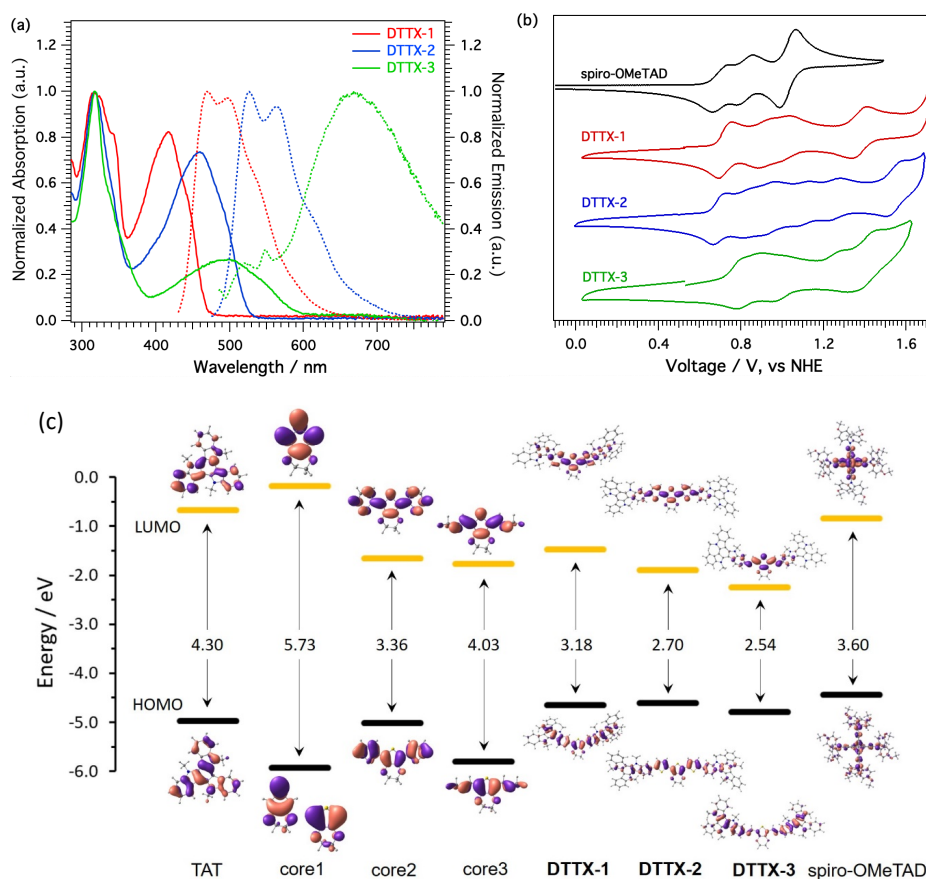 (a)
DTTX-1
DTTX-2
DTTX-3
Normalized Absorption (a.u.)
1.2
1.0
0.8
0.6
0.4
0.2
0.0
1.2
1.0
0.8
0.6
0.4
0.2
0.0
Normalized Emission (a.u.)
300 400 500 600 700
Wavelength / nm
(b)
spiro-OMeTAD
DTTX-1
DTTX-2
DTTX-3
0.0 0.4 0.8 1.2 1.6
Voltage / V, vs NHE
(c)
Energy / eV
0.0
-1.0
-2.0
-3.0
-4.0
-5.0
-6.0
LUMO
HOMO
4.30 5.73 3.36 4.03 3.18 2.70 2.54 3.60
TAT core1 core2 core3 DTTX-1 DTTX-2 DTTX-3 spiro-OMeTAD